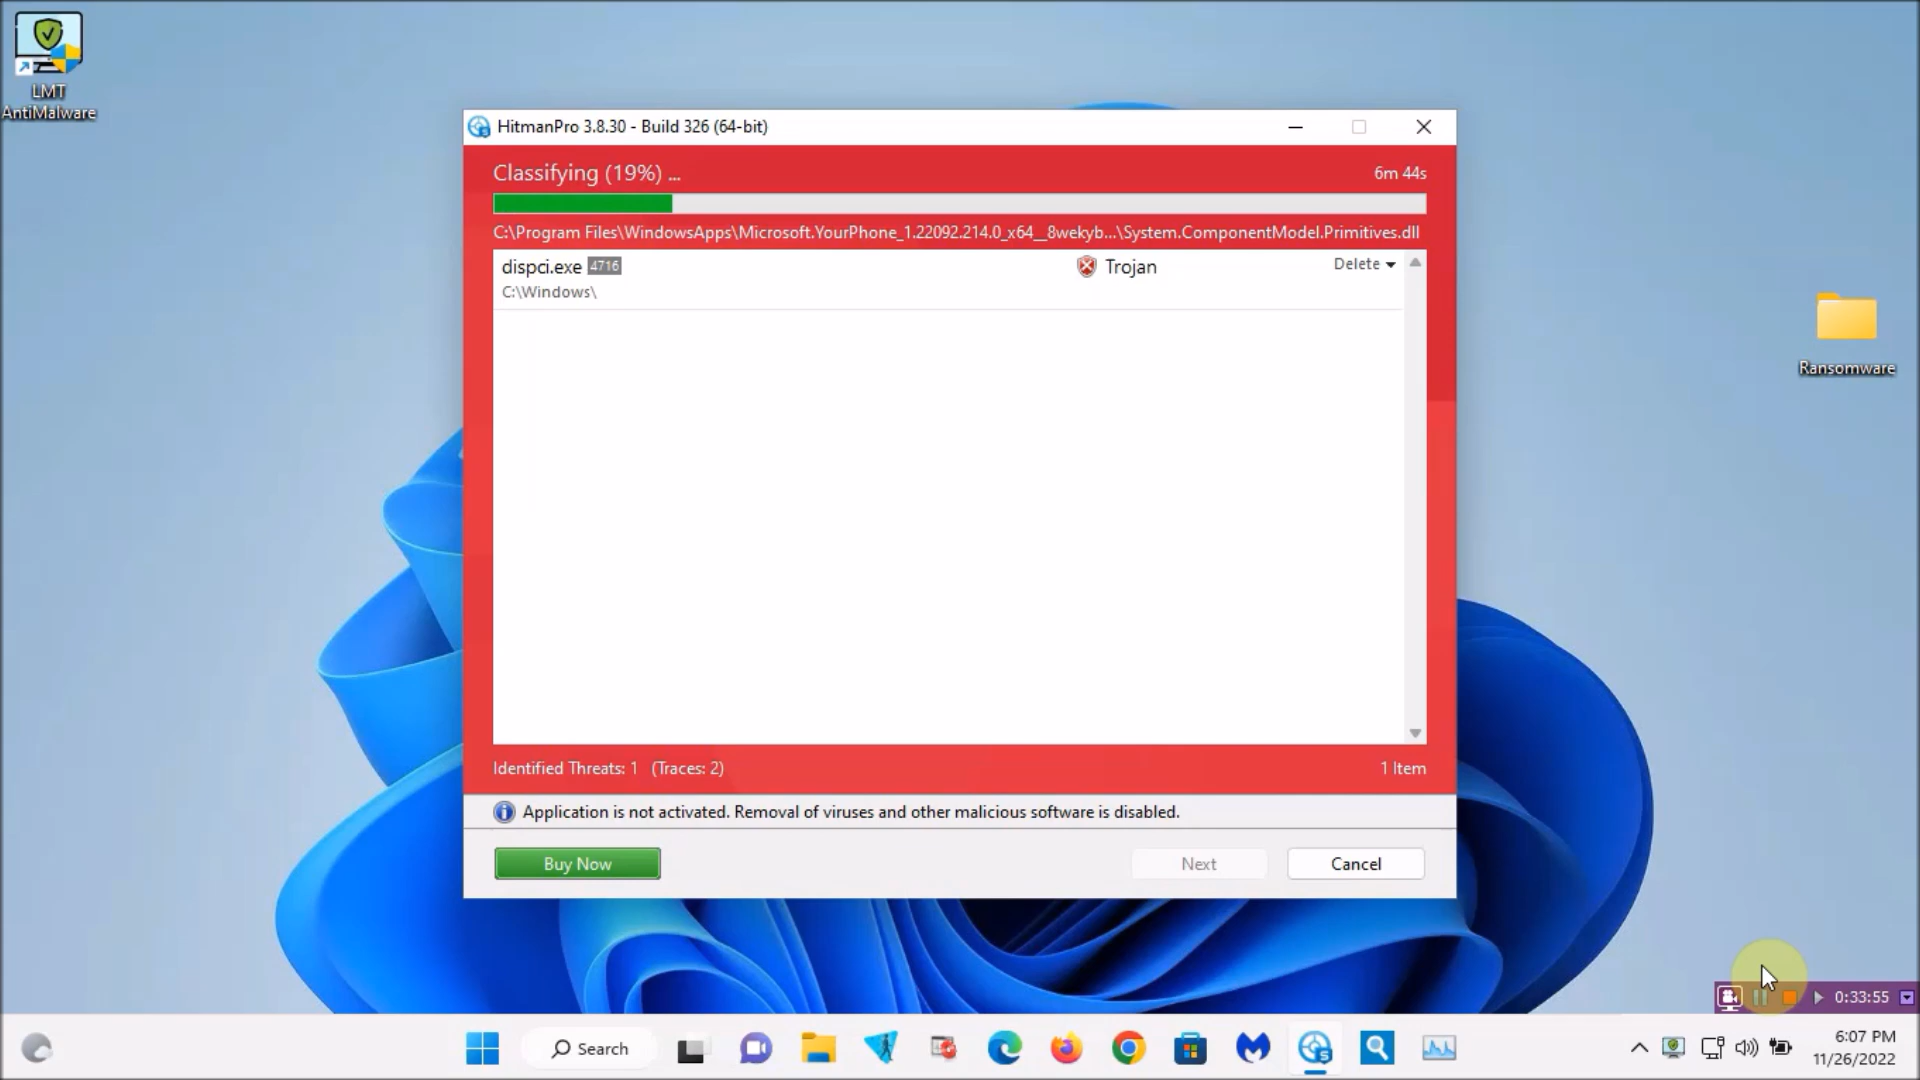 LMT
AntiMalware
HitmanPro 3.8.30 - Build 326 (64-bit)
Classifying (19%) ...
6m 44s
C:\Program Files\WindowsApps\Microsoft.YourPhone_1.22092.214.0_x64__8wekyb...\System.ComponentModel.Primitives.dll
dispci.exe 4716
Trojan
Delete
C:\Windows\
Ransomware
Identified Threats: 1 (Traces: 2)
1 Item
Application is not activated. Removal of viruses and other malicious software is disabled.
Buy Now
Next
Cancel
0:33:55
Search
6:07 PM
11/26/2022